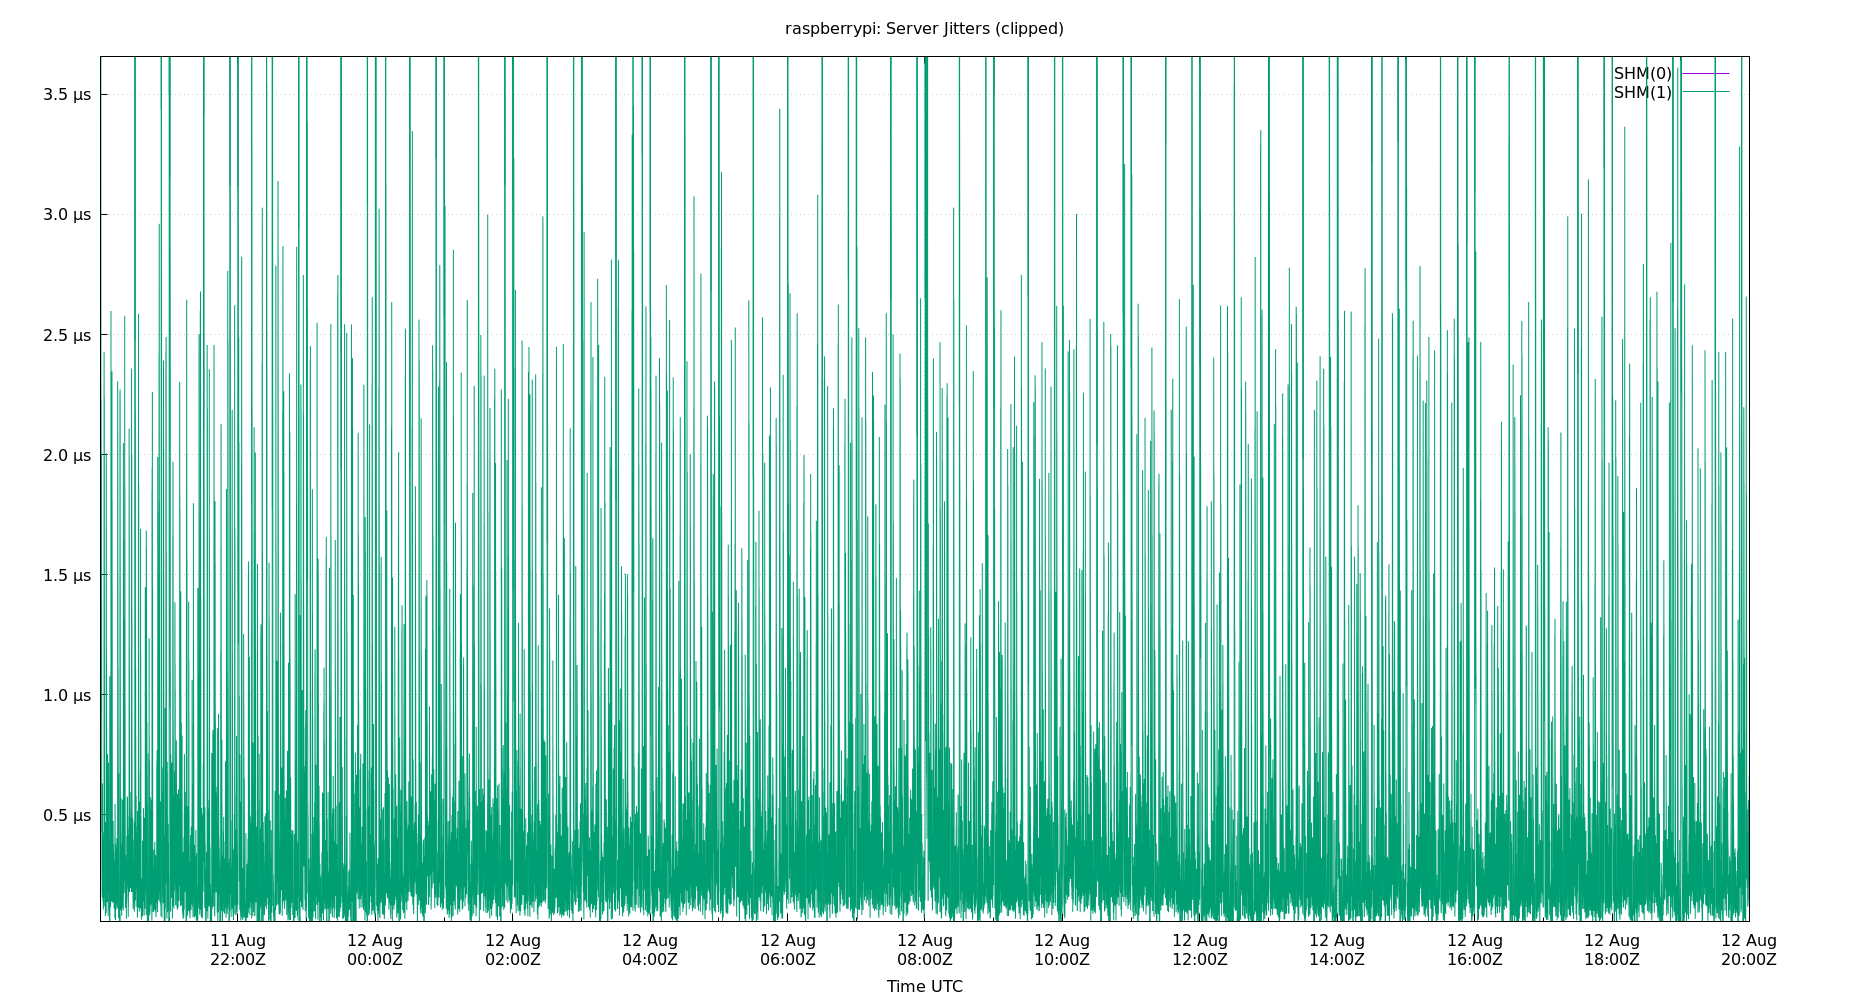 raspberrypi: Server Jitters (clipped)
SHM(0)
SHM(1)
3.5 µs
3.0 µs
2.5 µs
2.0 µs
1.5 µs
1.0 µs
0.5 µs
11 Aug 12 Aug 12 Aug 12 Aug 12 Aug 12 Aug 12 Aug 12 Aug 12 Aug 12 Aug 12 Aug 12 Aug
22:00Z 00:00Z 02:00Z 04:00Z 06:00Z 08:00Z 10:00Z 12:00Z 14:00Z 16:00Z 18:00Z 20:00Z
Time UTC